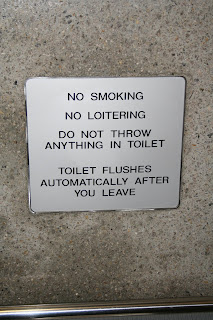 NO SMOKING
NO LOITERING
DO NOT THROW
ANYTHING IN TOILET
TOILET FLUSHES
AUTOMATICALLY AFTER
YOU LEAVE